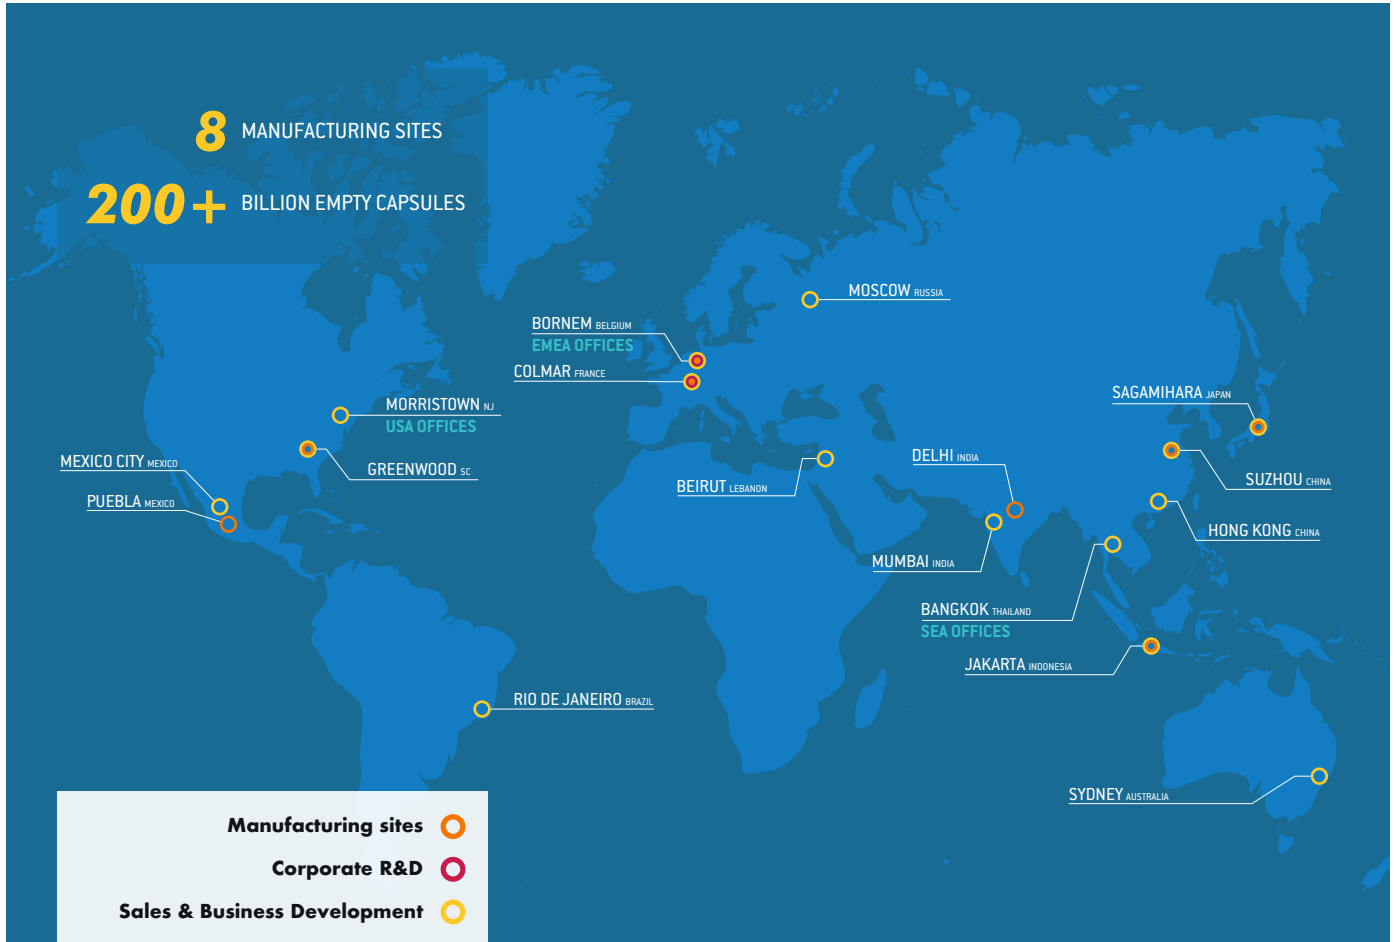 8 MANUFACTURING SITES
200+ BILLION EMPTY CAPSULES
MOSCOW RUSSIA
BORNEM BELGIUM
EMEA OFFICES
COLMAR FRANCE
SAGAMIHARA JAPAN
MORRISTOWN NJ
USA OFFICES
MEXICO CITY MEXICO
GREENWOOD SC
DELHI INDIA
BEIRUT LEBANON
SUZHOU CHINA
PUEBLA MEXICO
HONG KONG CHINA
MUMBAI INDIA
BANGKOK THAILAND
SEA OFFICES
JAKARTA INDONESIA
RIO DE JANEIRO BRAZIL
SYDNEY AUSTRALIA
Manufacturing sites
Corporate R&D
Sales & Business Development